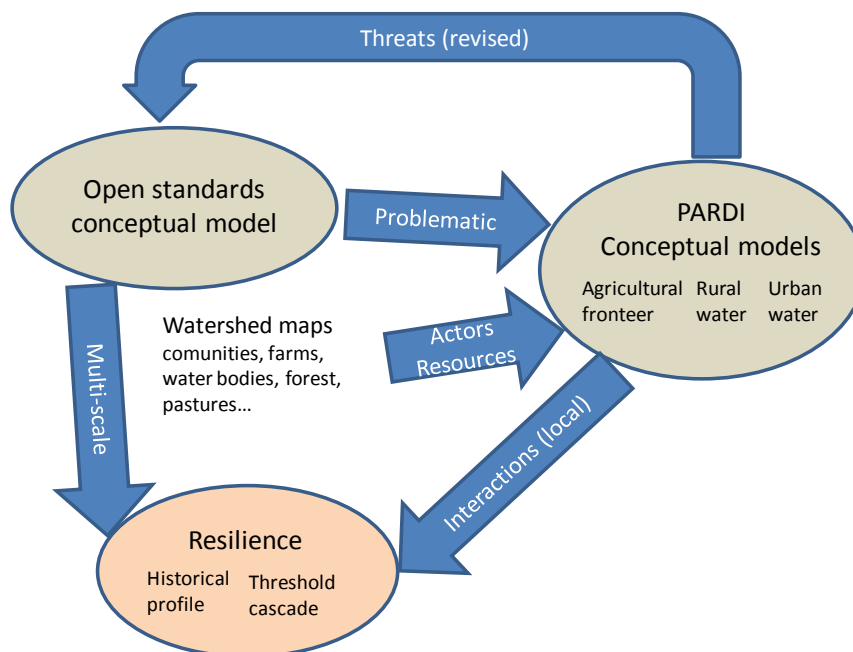 Threats (revised)
Open standards
conceptual model
Problematic
PARDI
Conceptual models
Agricultural
fronteer
Rural
water
Urban
water
Watershed maps
comunities, farms,
water bodies, forest,
pastures...
Actors
Resources
Multi-scale
Interactions (local)
Resilience
Historical
profile
Threshold
cascade